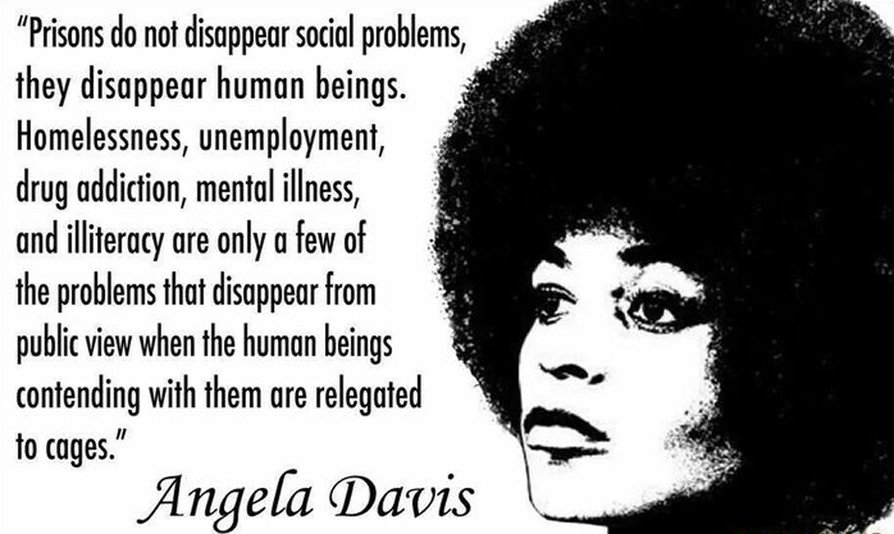 “Prisons do not disappear social problems,
they disappear human beings.
Homelessness, unemployment,
drug addiction, mental illness,
and illiteracy are only a few of
the problems that disappear from
public view when the human beings
contending with them are relegated
to cages.”
Angela Davis